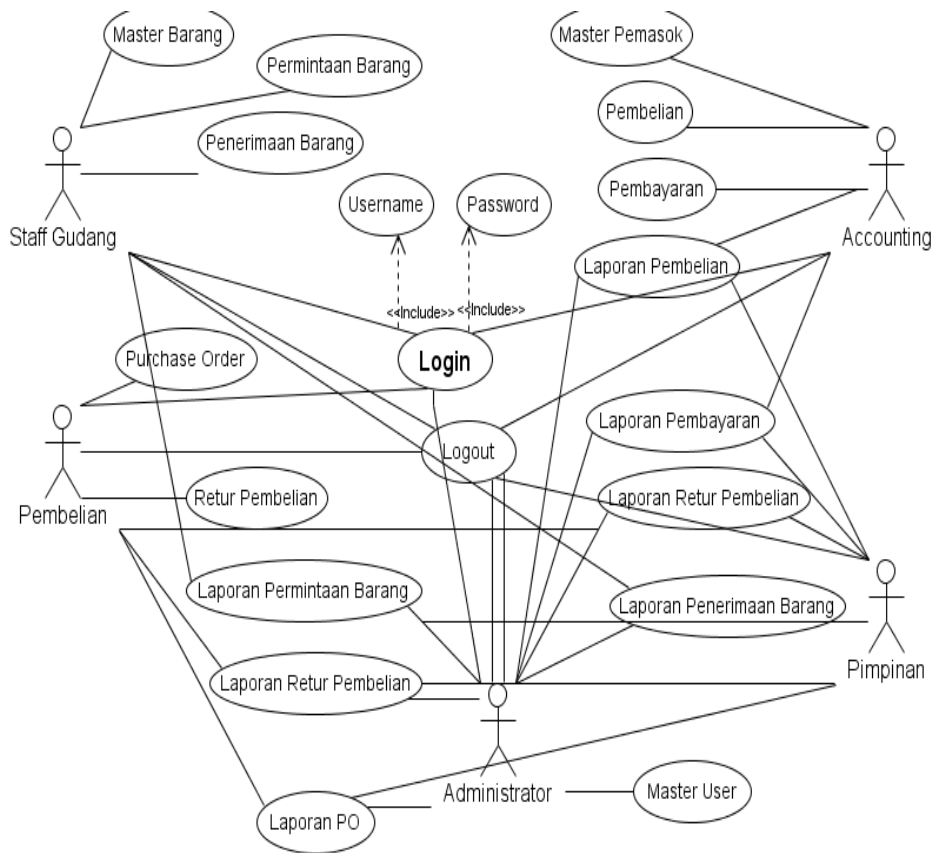 Master Barang
Master Pemasok
Permintaan Barang
Pembelian
Penerimaan Barang
Pembayaran
Username
Password
Staff Gudang
Accounting
Laporan Pembelian
<<Include>>
<<Include>>
Purchase Order
Login
Laporan Pembayaran
Logout
Retur Pembelian
Laporan Retur Pembelian
Pembelian
Laporan Permintaan Barang
Laporan Penerimaan Barang
Pimpinan
Laporan Retur Pembelian
Administrator
Master User
Laporan PO